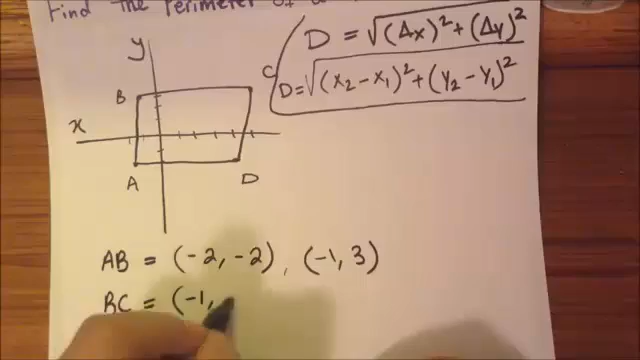 Find the Perimeter of a
D = √(Δx)² + (Δy)²
D = √(x₂ - x₁)² + (y₂ - y₁)²
y
C
B
x
A
D
AB = (-2, -2), (-1, 3)
BC = (-1,